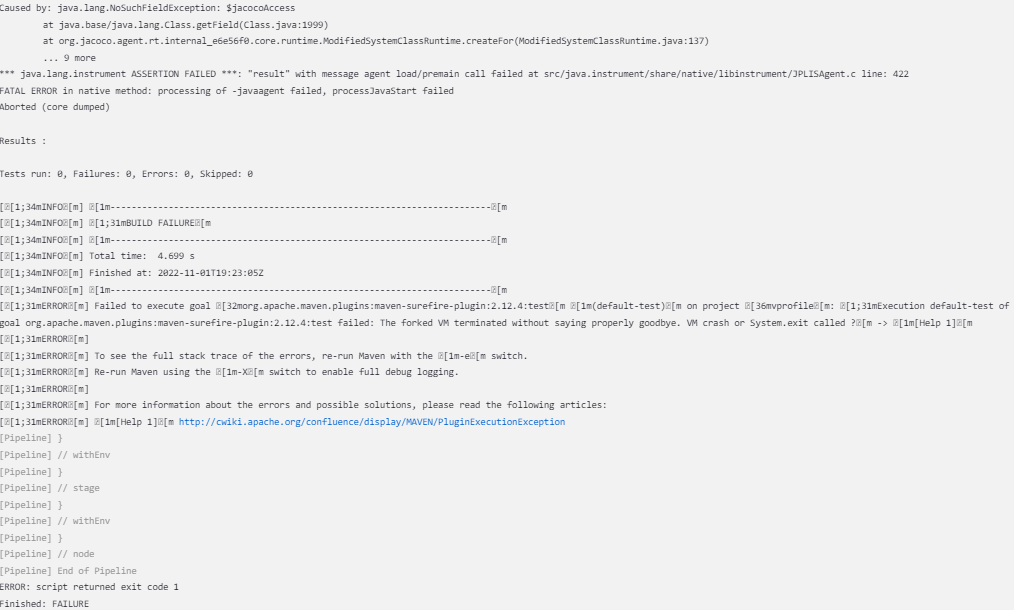 Caused by: java.lang.NoSuchFieldException: $jacocoAccess
at java.base/java.lang.Class.getField(Class.java:1999)
at org.jacoco.agent.rt.internal_e6e56f0.core.runtime.ModifiedSystemClassRuntime.createFor(ModifiedSystemClassRuntime.java:137)
... 9 more
*** java.lang.instrument ASSERTION FAILED ***: "result" with message agent load/premain call failed at src/java.instrument/share/native/libinstrument/JPLISAgent.c line: 422
FATAL ERROR in native method: processing of -javaagent failed, processJavaStart failed
Aborted (core dumped)
Results :
Tests run: 0, Failures: 0, Errors: 0, Skipped: 0
[␛[1;34mINFO␛[m] ␛[1m------------------------------------------------------------------------␛[m
[␛[1;34mINFO␛[m] ␛[1;31mBUILD FAILURE␛[m
[␛[1;34mINFO␛[m] ␛[1m------------------------------------------------------------------------␛[m
[␛[1;34mINFO␛[m] Total time:  4.699 s
[␛[1;34mINFO␛[m] Finished at: 2022-11-01T19:23:05Z
[␛[1;34mINFO␛[m] ␛[1m------------------------------------------------------------------------␛[m
[␛[1;31mERROR␛[m] Failed to execute goal ␛[32morg.apache.maven.plugins:maven-surefire-plugin:2.12.4:test␛[m ␛[1m(default-test)␛[m on project ␛[36mvprofile␛[m: ␛[1;31mExecution default-test of
goal org.apache.maven.plugins:maven-surefire-plugin:2.12.4:test failed: The forked VM terminated without saying properly goodbye. VM crash or System.exit called ?␛[m -> ␛[1m[Help 1]␛[m
[␛[1;31mERROR␛[m]
[␛[1;31mERROR␛[m] To see the full stack trace of the errors, re-run Maven with the ␛[1m-e␛[m switch.
[␛[1;31mERROR␛[m] Re-run Maven using the ␛[1m-X␛[m switch to enable full debug logging.
[␛[1;31mERROR␛[m]
[␛[1;31mERROR␛[m] For more information about the errors and possible solutions, please read the following articles:
[␛[1;31mERROR␛[m] ␛[1m[Help 1]␛[m http://cwiki.apache.org/confluence/display/MAVEN/PluginExecutionException
[Pipeline] }
[Pipeline] // withEnv
[Pipeline] }
[Pipeline] // stage
[Pipeline] }
[Pipeline] // withEnv
[Pipeline] }
[Pipeline] // node
[Pipeline] End of Pipeline
ERROR: script returned exit code 1
Finished: FAILURE